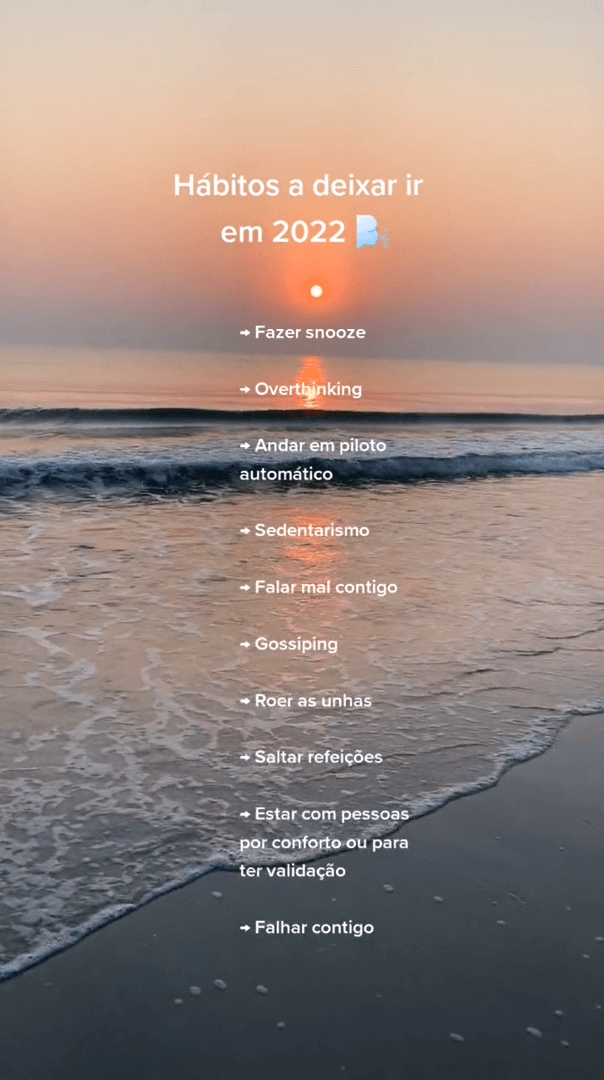 Hábitos a deixar ir
em 2022 🌬️
→ Fazer snooze
→ Overthinking
→ Andar em piloto
automático
→ Sedentarismo
→ Falar mal contigo
→ Gossiping
→ Roer as unhas
→ Saltar refeições
→ Estar com pessoas
por conforto ou para
ter validação
→ Falhar contigo